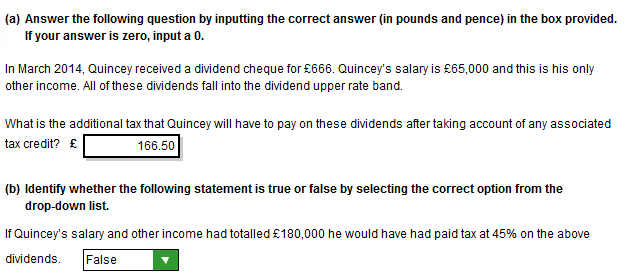 (a) Answer the following question by inputting the correct answer (in pounds and pence) in the box provided.
If your answer is zero, input a 0.
In March 2014, Quincey received a dividend cheque for £666. Quincey's salary is £65,000 and this is his only
other income. All of these dividends fall into the dividend upper rate band.
What is the additional tax that Quincey will have to pay on these dividends after taking account of any associated
tax credit? £ 166.50
(b) Identify whether the following statement is true or false by selecting the correct option from the
drop-down list.
If Quincey's salary and other income had totalled £180,000 he would have had paid tax at 45% on the above
dividends. False